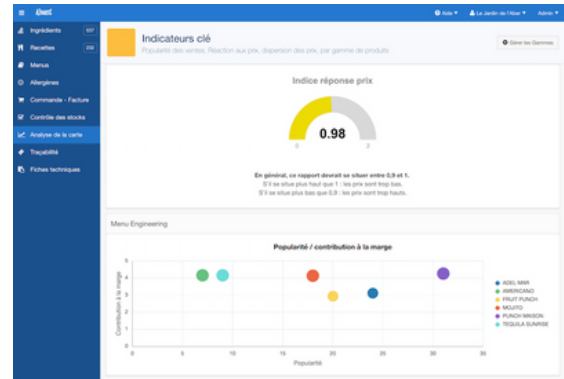 Aide
Le Jardin de l'Alber
Admin
Ingrédients 557
Recettes 232
Menus
Allergènes
Commande - Facture
Contrôle des stocks
Analyse de la carte
Traçabilité
Fiches techniques
Indicateurs clé
Popularité des ventes, Réaction aux prix, dispersion des prix, par gamme de produits
Gérer les Gammes
Indice réponse prix
0.98
0 2
En général, ce rapport devrait se situer entre 0,9 et 1.
S'il se situe plus haut que 1 : les prix sont trop bas.
S'il se situe plus bas que 0,9 : les prix sont trop hauts.
Menu Engineering
Popularité / contribution à la marge
Contribution à la marge
5
4
3
2
1
0
0 5 10 15 20 25 30 35
Popularité
ADEL MAR
AMERICANO
FRUIT PUNCH
MOJITO
PUNCH MAISON
TEQUILA SUNRISE